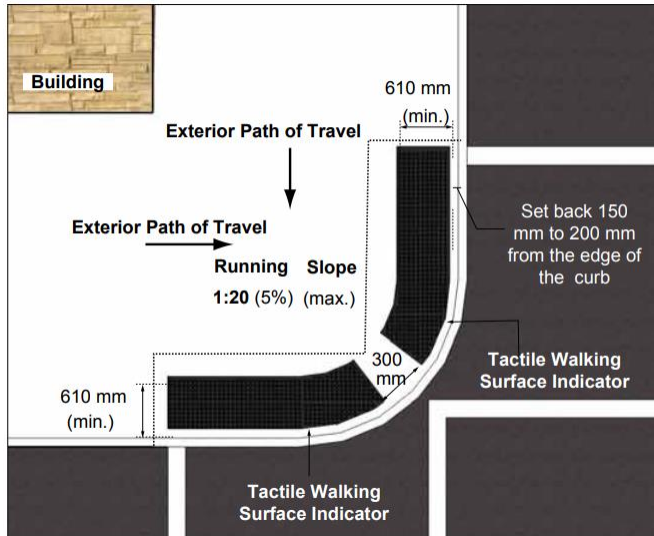 Building
610 mm
(min.)
Exterior Path of Travel
Exterior Path of Travel
Running Slope
1:20 (5%) (max.)
Set back 150
mm to 200 mm
from the edge of
the curb
300
mm
Tactile Walking
Surface Indicator
610 mm
(min.)
Tactile Walking
Surface Indicator